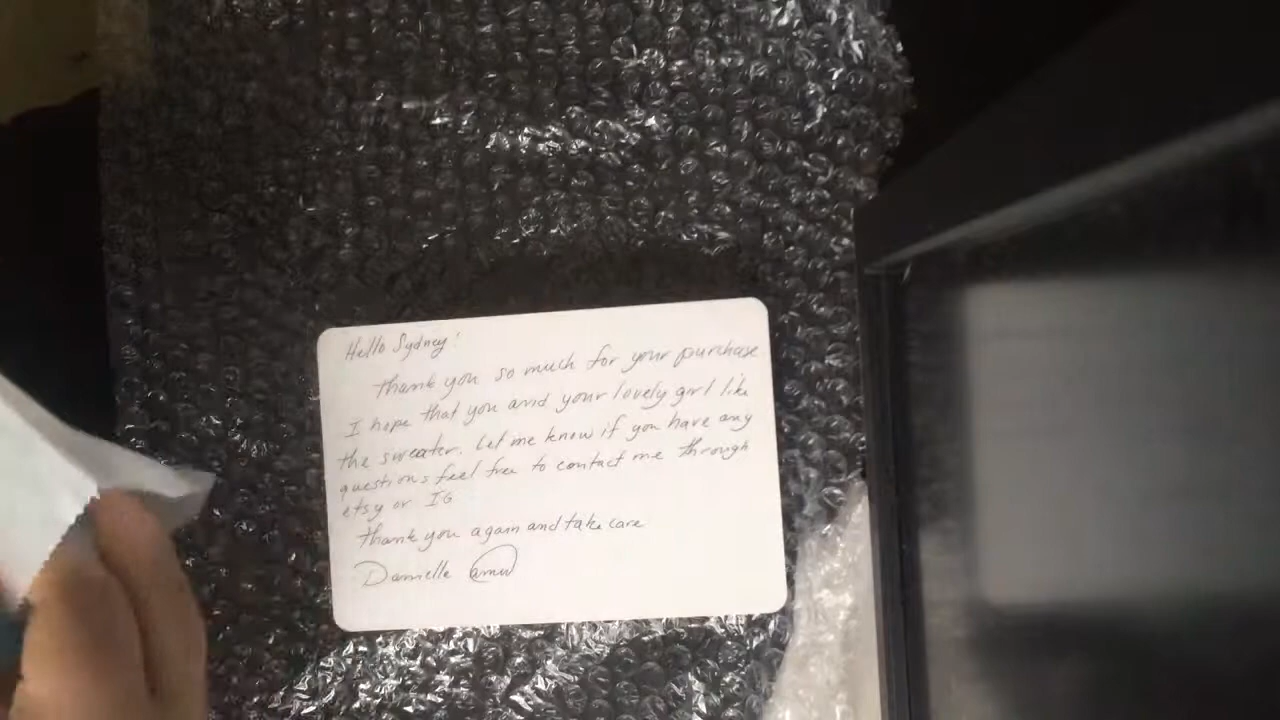 Hello Sydney!
thank you so much for your purchase
I hope that you and your lovely girl like
the sweater. Let me know if you have any
questions feel free to contact me through
etsy or IG
thank you again and take care
Danielle